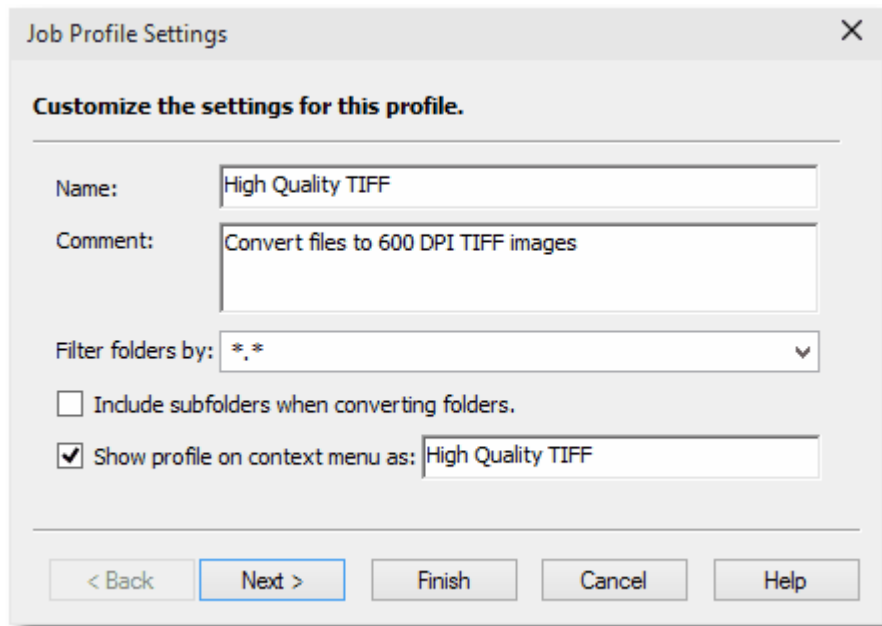 Job Profile Settings
Customize the settings for this profile.
Name: High Quality TIFF
Comment: Convert files to 600 DPI TIFF images
Filter folders by: *.*
Include subfolders when converting folders.
Show profile on context menu as: High Quality TIFF
< Back Next > Finish Cancel Help